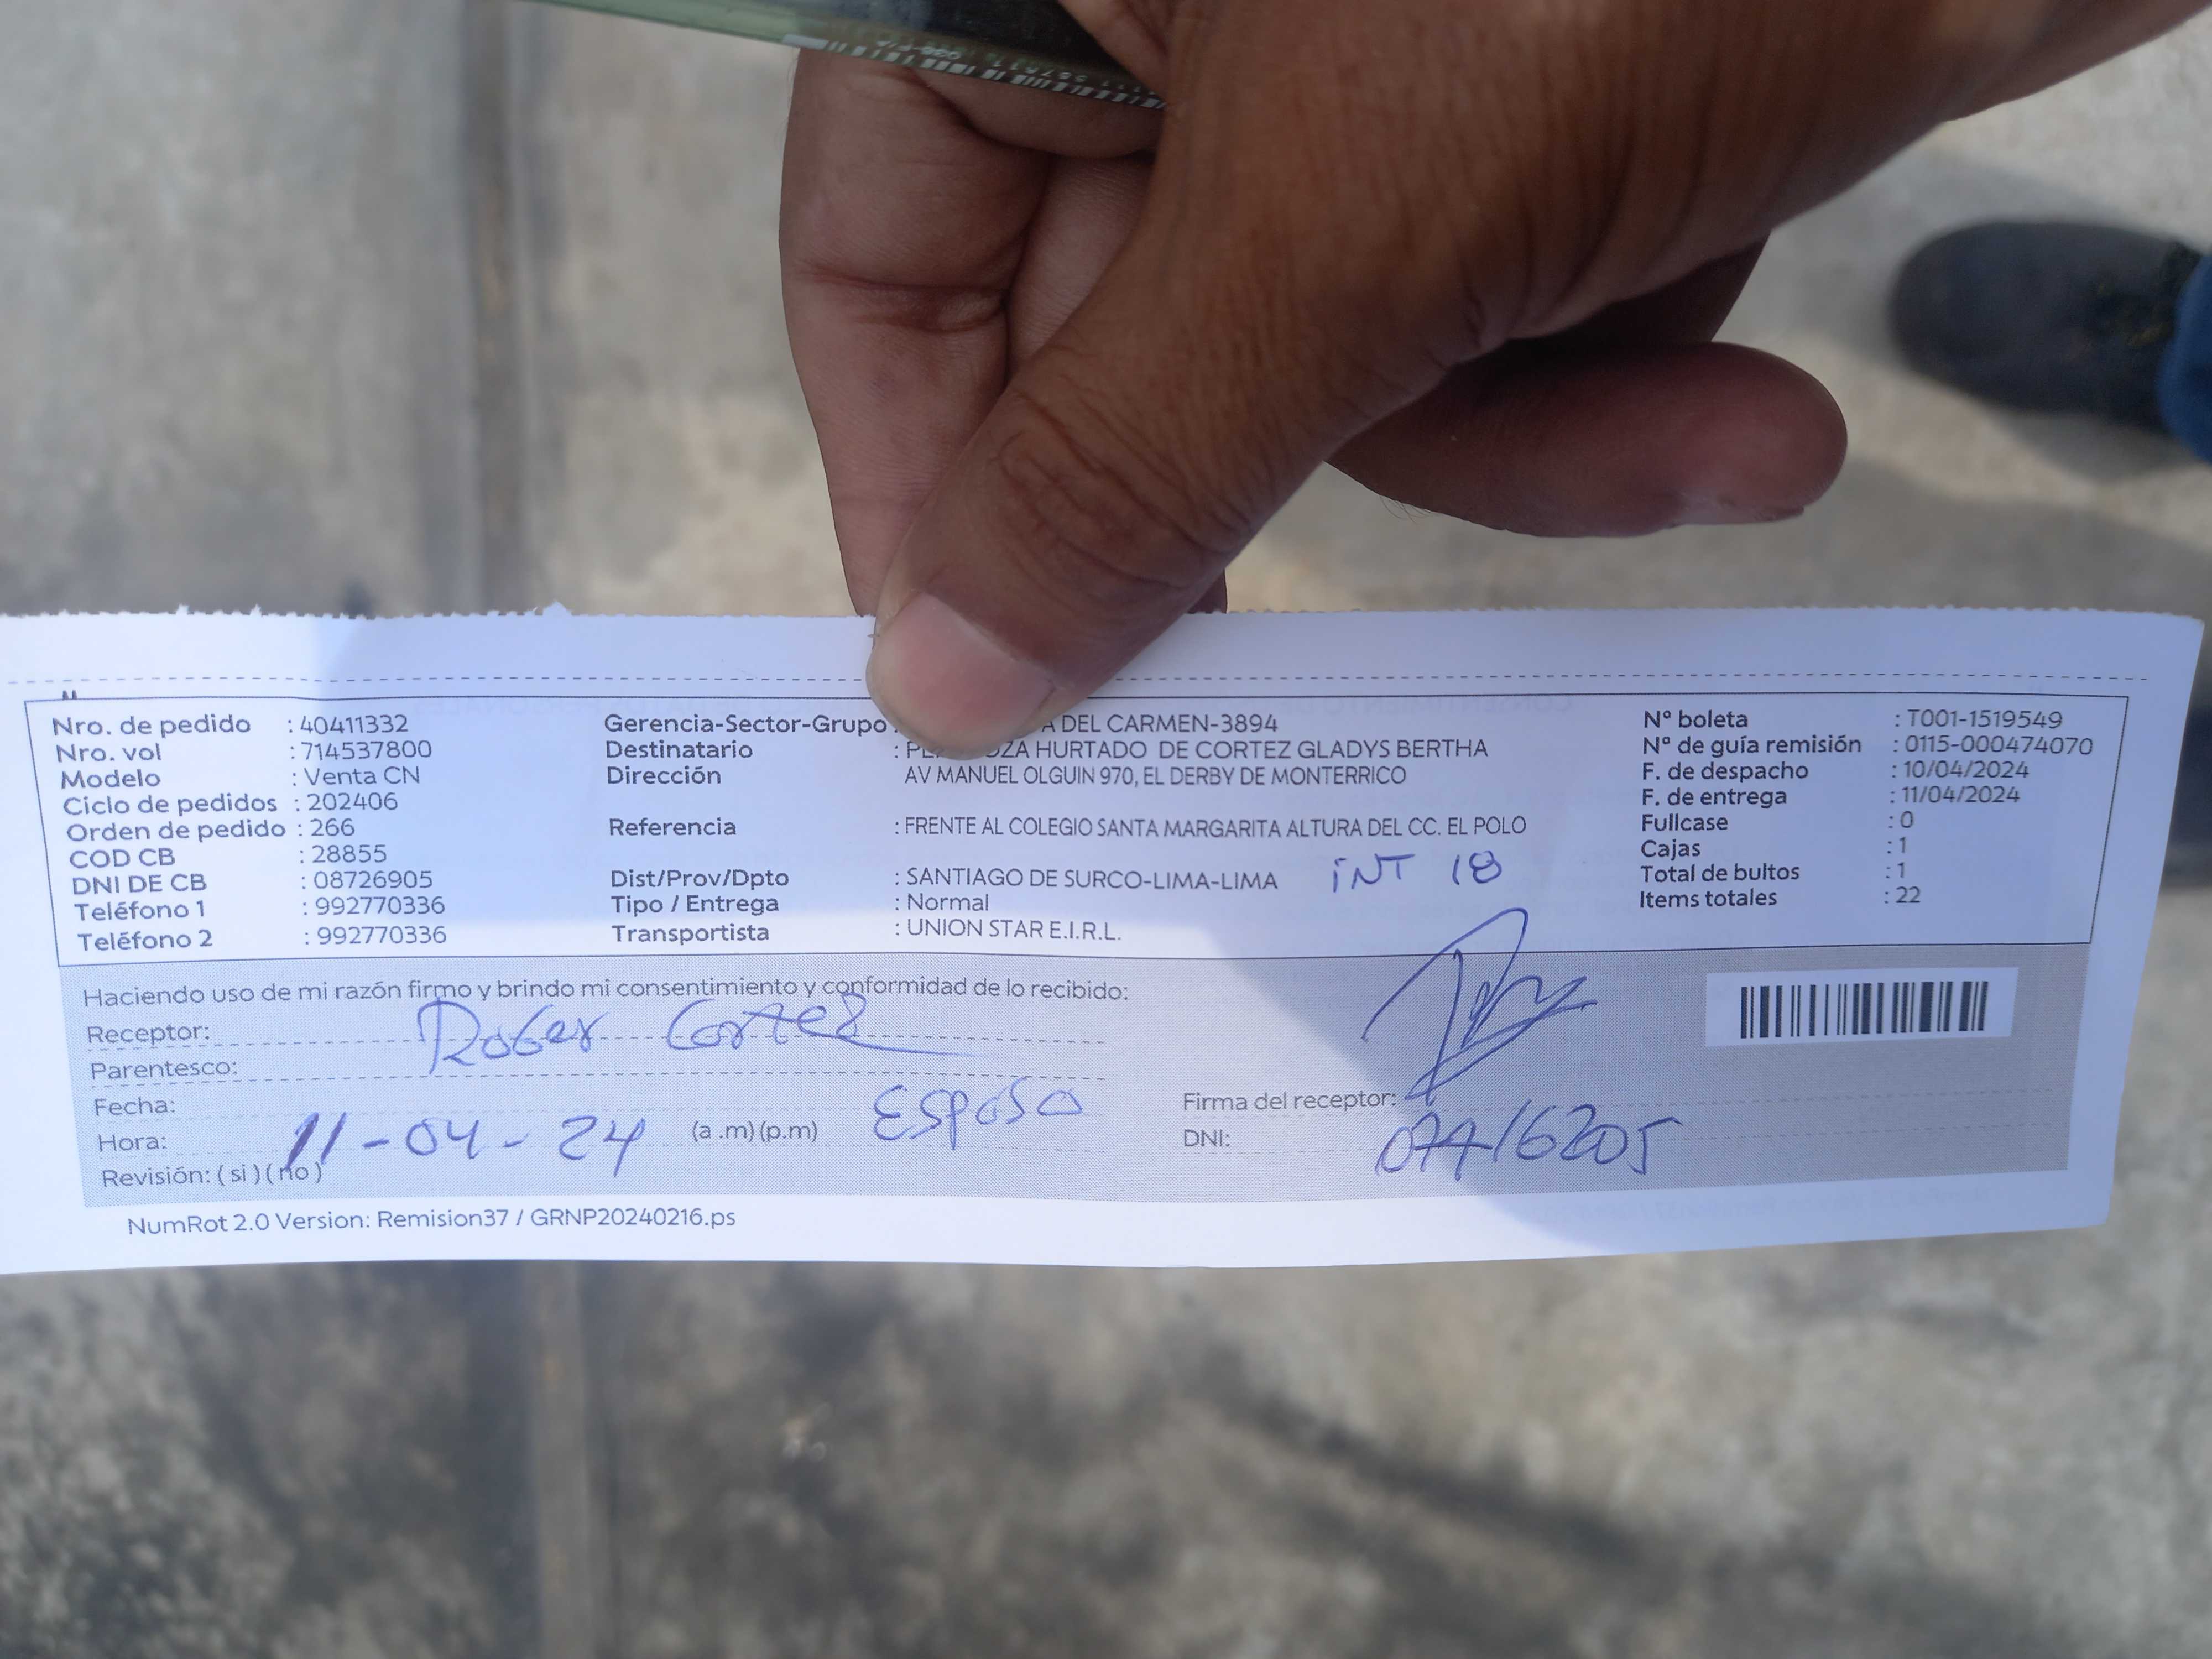 Nro. de pedido : 40411332
Nro. vol : 714537800
Modelo : Venta CN
Ciclo de pedidos : 202406
Orden de pedido : 266
COD CB : 28855
DNI DE CB : 08726905
Teléfono 1 : 992770336
Teléfono 2 : 992770336
Gerencia-Sector-Grupo: DEL CARMEN-3894
Destinatario : HURTADO DE CORTEZ GLADYS BERTHA
Dirección AV MANUEL OLGUIN 970, EL DERBY DE MONTERRICO
Referencia : FRENTE AL COLEGIO SANTA MARGARITA ALTURA DEL CC. EL POLO
Dist/Prov/Dpto : SANTIAGO DE SURCO-LIMA-LIMA INT 18
Tipo / Entrega : Normal
Transportista : UNION STAR E.I.R.L.
Nº boleta : T001-1519549
Nº de guía remisión : 0115-000474070
F. de despacho : 10/04/2024
F. de entrega : 11/04/2024
Fullcase : 0
Cajas : 1
Total de bultos : 1
Items totales : 22
Haciendo uso de mi razón firmo y brindo mi consentimiento y conformidad de lo recibido:
Receptor: Cortez
Parentesco:
Fecha: Esposo
Hora: 11-04-24 (a .m) (p.m)
Revisión: ( si ) ( no )
Firma del receptor:
DNI: 07416205
NumRot 2.0 Version: Remision37 / GRNP20240216.ps